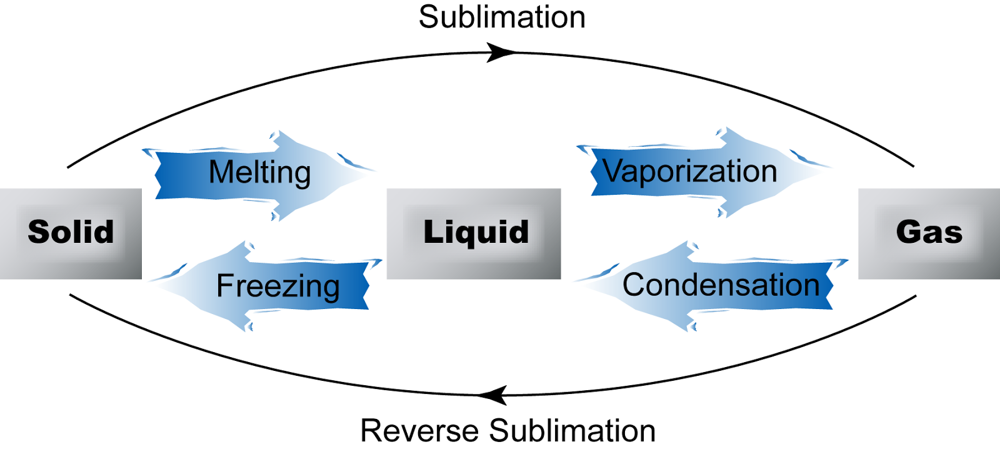 Sublimation
Melting
Vaporization
Solid
Liquid
Gas
Freezing
Condensation
Reverse Sublimation